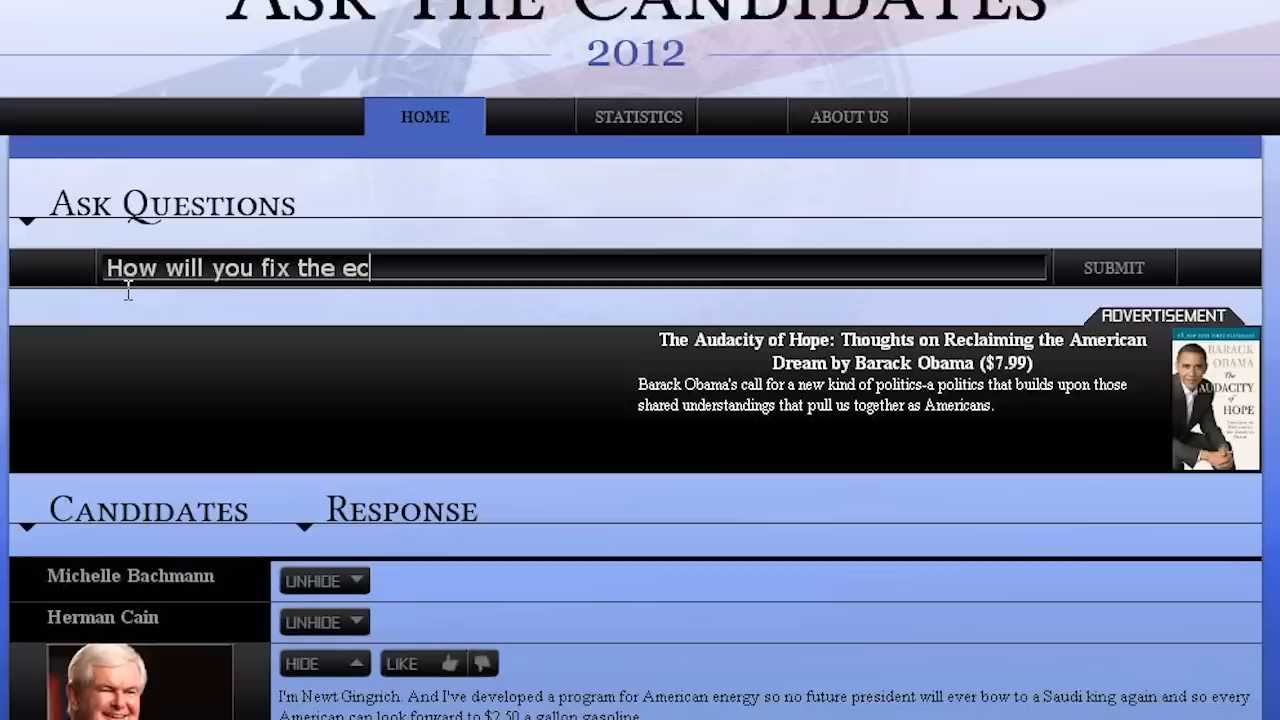 ASK THE CANDIDATES
2012
HOME STATISTICS ABOUT US
ASK QUESTIONS
How will you fix the ec SUBMIT
ADVERTISEMENT
The Audacity of Hope: Thoughts on Reclaiming the American
Dream by Barack Obama ($7.99)
Barack Obama's call for a new kind of politics-a politics that builds upon those
shared understandings that pull us together as Americans.
BARACK
OBAMA
The
AUDACITY
of
HOPE
CANDIDATES RESPONSE
Michelle Bachmann UNHIDE
Herman Cain UNHIDE
HIDE LIKE
I'm Newt Gingrich. And I've developed a program for American energy so no future president will ever bow to a Saudi king again and so every
American can look forward to $2.50 a gallon gasoline.